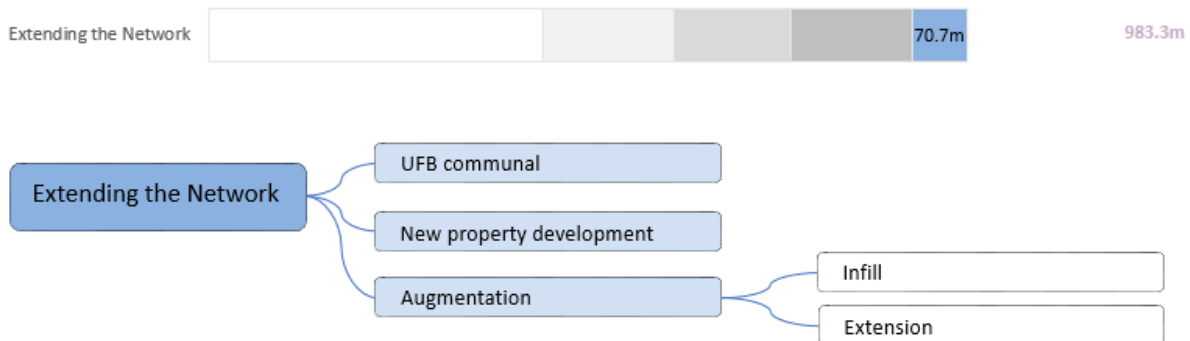 Extending the Network 70.7m 983.3m
UFB communal
Extending the Network
New property development
Infill
Augmentation
Extension